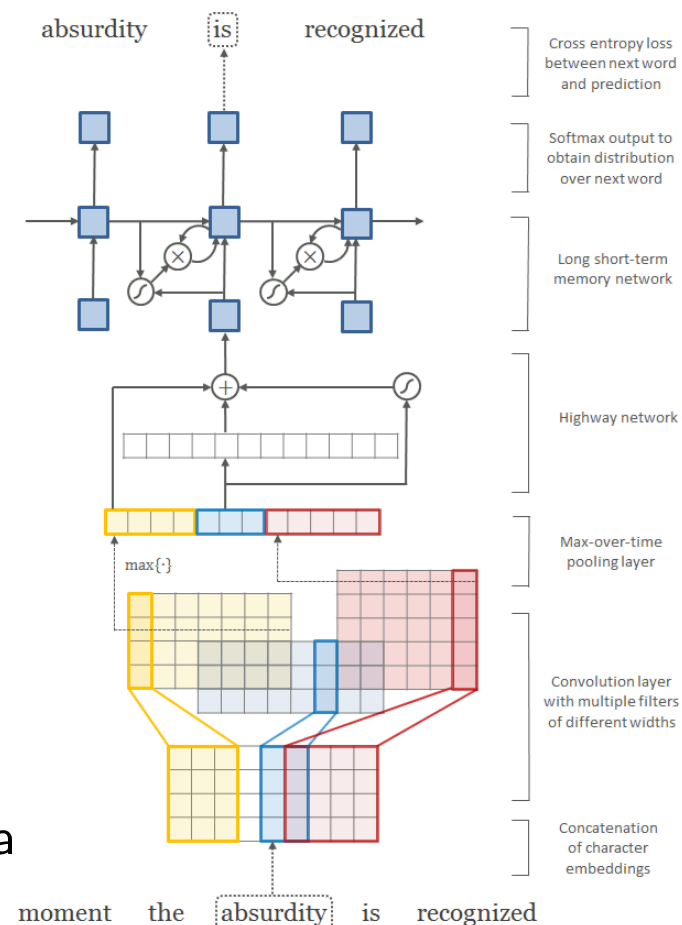 absurdity is recognized
Cross entropy loss
between next word
and prediction
Softmax output to
obtain distribution
over next word
Long short-term
memory network
Highway network
Max-over-time
pooling layer
max{·}
Convolution layer
with multiple filters
of different widths
a
Concatenation
of character
embeddings
moment the absurdity is recognized